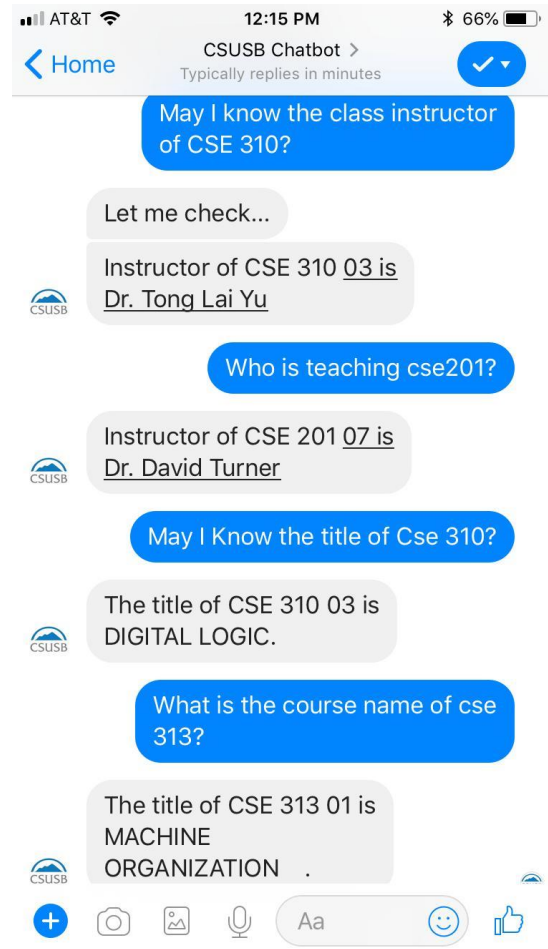 AT&T 12:15 PM 66%
Home CSUSB Chatbot >
Typically replies in minutes
May I know the class instructor
of CSE 310?
Let me check...
Instructor of CSE 310 03 is
Dr. Tong Lai Yu
CSUSB
Who is teaching cse201?
Instructor of CSE 201 07 is
Dr. David Turner
CSUSB
May I Know the title of Cse 310?
The title of CSE 310 03 is
DIGITAL LOGIC.
CSUSB
What is the course name of cse
313?
The title of CSE 313 01 is
MACHINE
ORGANIZATION .
CSUSB
Aa